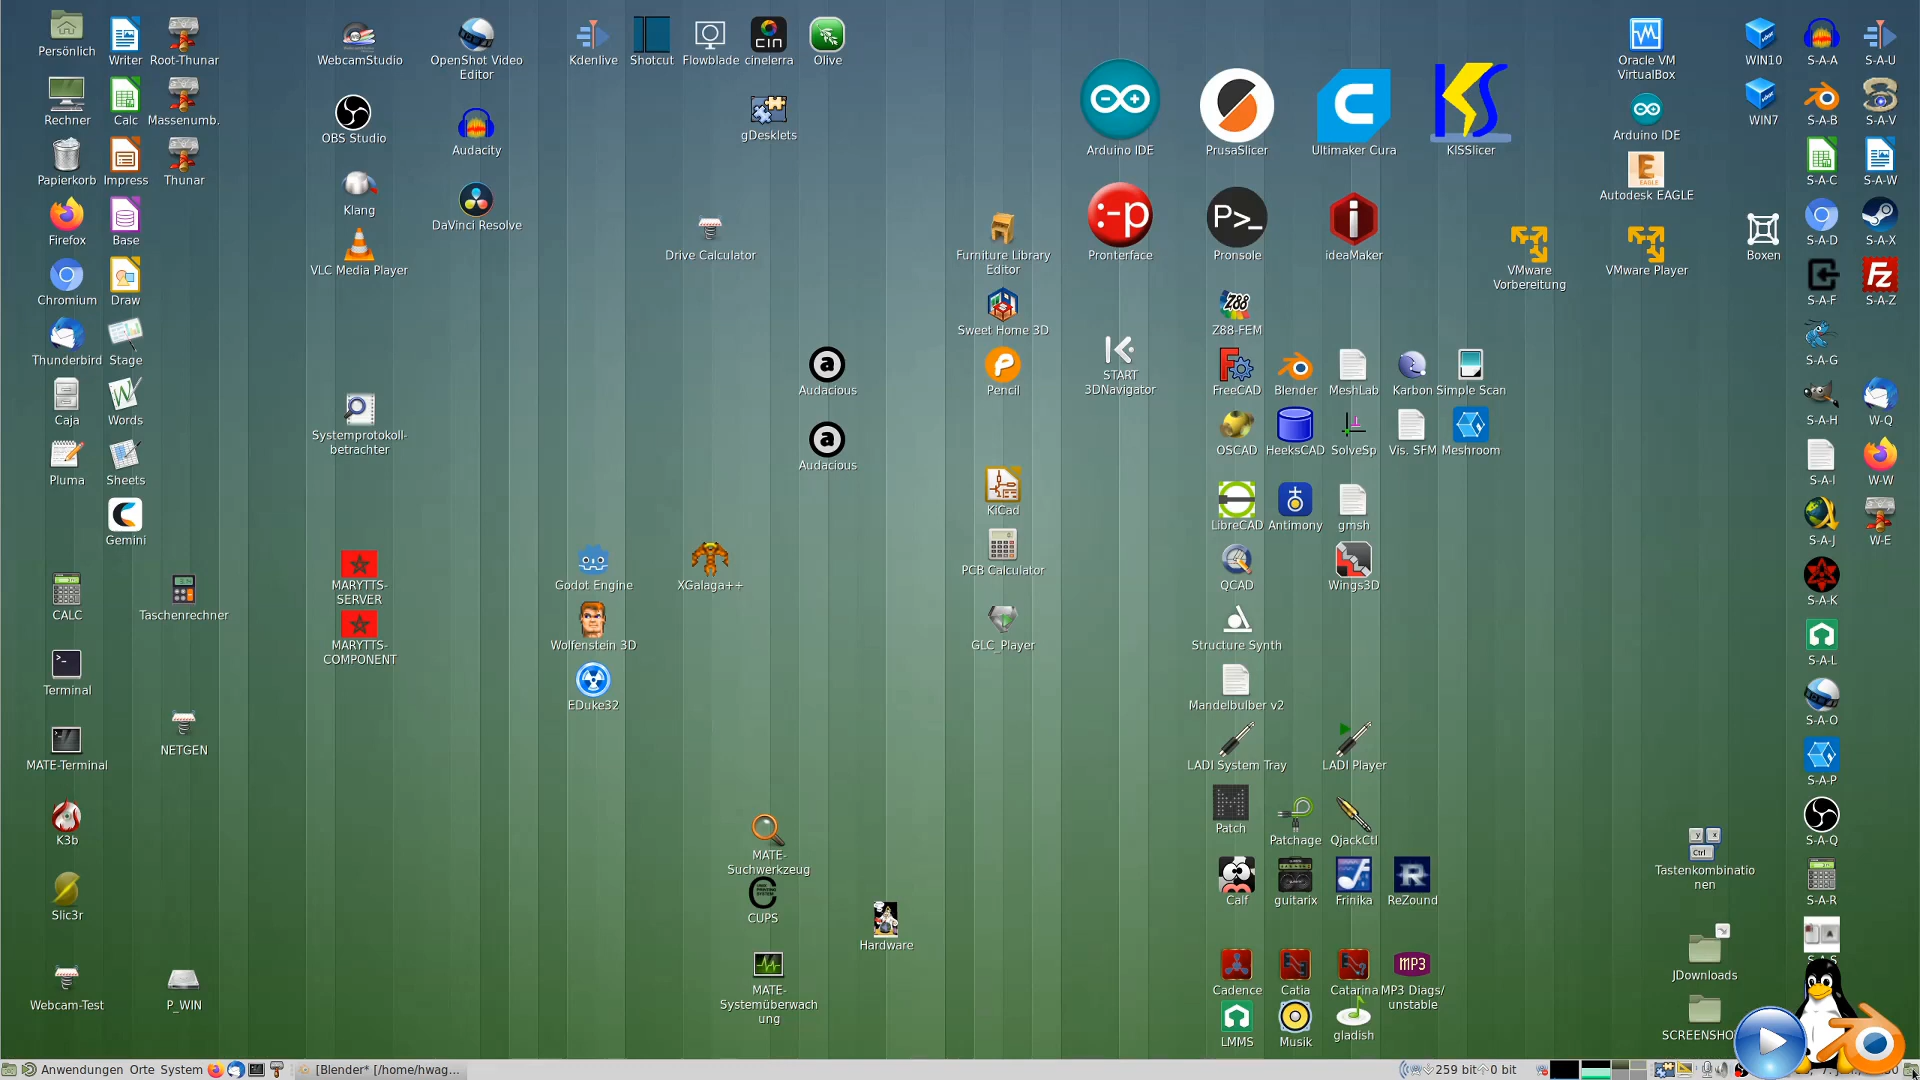 Persönlich
Writer
Root-Thunar
WebcamStudio
OpenShot Video
Editor
Kdenlive
Shotcut
Flowblade
cinelerra
Olive
Oracle VM
VirtualBox
WIN10
S-A-A
S-A-U
Rechner
Calc
Massenumb.
OBS Studio
Audacity
gDesklets
Arduino IDE
PrusaSlicer
Ultimaker Cura
KISSlicer
Arduino IDE
WIN7
S-A-B
S-A-V
Papierkorb
Impress
Thunar
Klang
DaVinci Resolve
Autodesk EAGLE
S-A-C
S-A-W
Firefox
Base
VLC Media Player
Drive Calculator
Furniture Library
Editor
Pronterface
Pronsole
ideaMaker
VMware
Vorbereitung
VMware Player
Boxen
S-A-D
S-A-X
Chromium
Draw
Sweet Home 3D
Z88-FEM
S-A-F
S-A-Z
Thunderbird
Stage
Audacious
Pencil
START
3DNavigator
FreeCAD
Blender
MeshLab
Karbon
Simple Scan
S-A-G
Caja
Words
Systemprotokoll-
betrachter
Audacious
OSCAD
HeeksCAD
SolveSp
Vis. SFM
Meshroom
S-A-H
W-Q
Pluma
Sheets
KiCad
LibreCAD
Antimony
gmsh
S-A-I
W-W
Gemini
PCB Calculator
QCAD
Wings3D
S-A-J
W-E
CALC
Taschenrechner
MARYTTS-
SERVER
Godot Engine
XGalaga++
S-A-K
MARYTTS-
COMPONENT
Wolfenstein 3D
GLC_Player
Structure Synth
S-A-L
Terminal
EDuke32
Mandelbulber v2
S-A-O
MATE-Terminal
NETGEN
LADI System Tray
LADI Player
S-A-P
K3b
MATE-
Suchwerkzeug
Patch
Patchage
QjackCtl
S-A-Q
Slic3r
CUPS
Hardware
Calf
guitarix
Frinika
ReZound
Tastenkombinatio
nen
S-A-R
Webcam-Test
P_WIN
MATE-
Systemüberwach
ung
Cadence
Catia
Catarina
MP3 Diags/
unstable
JDownloads
LMMS
Musik
gladish
Anwendungen Orte System
[Blender* [/home/hwag...
259 bit
0 bit